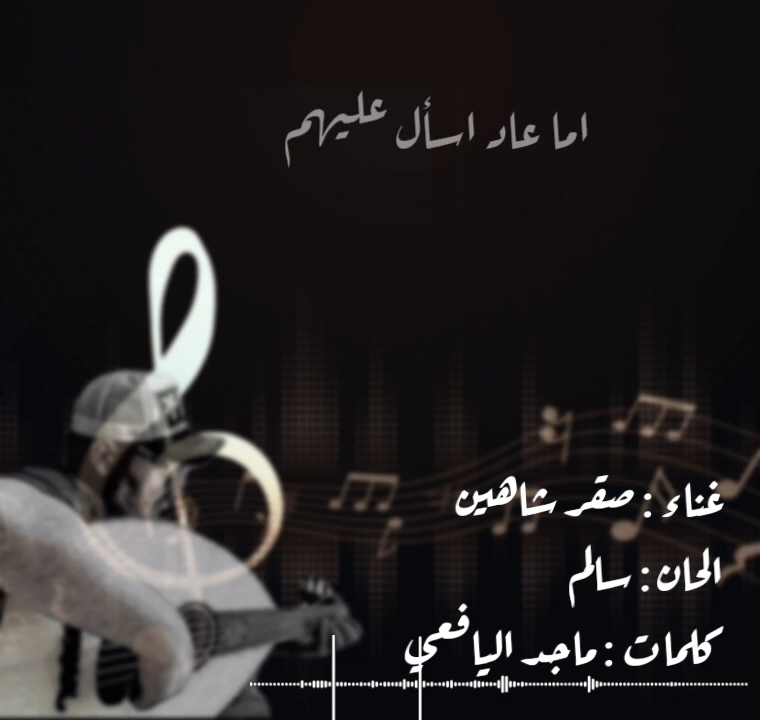 اما عاد اسأل عليهم
غناء : صقر شاهين
الحان : سالم
كلمات : ماجد اليافعي